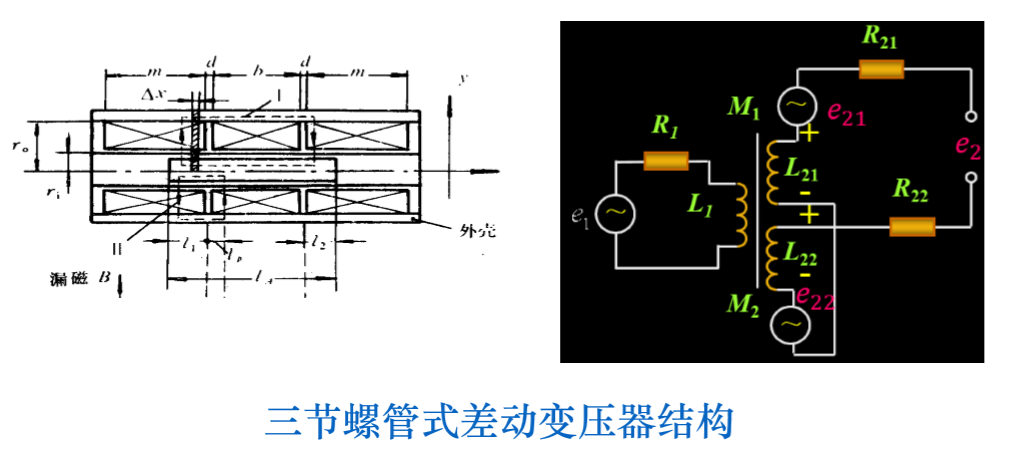 m d b d m
Δx I y
r₀
rᵢ
II 外壳
l₁ l₂
lₚ
漏磁 B
R₂₁
M₁ e₂₁
R₁ e₂
L₂₁
R₂₂
e₁ L₁
L₂₂
e₂₂
M₂
+
-
+
-
三节螺管式差动变压器结构